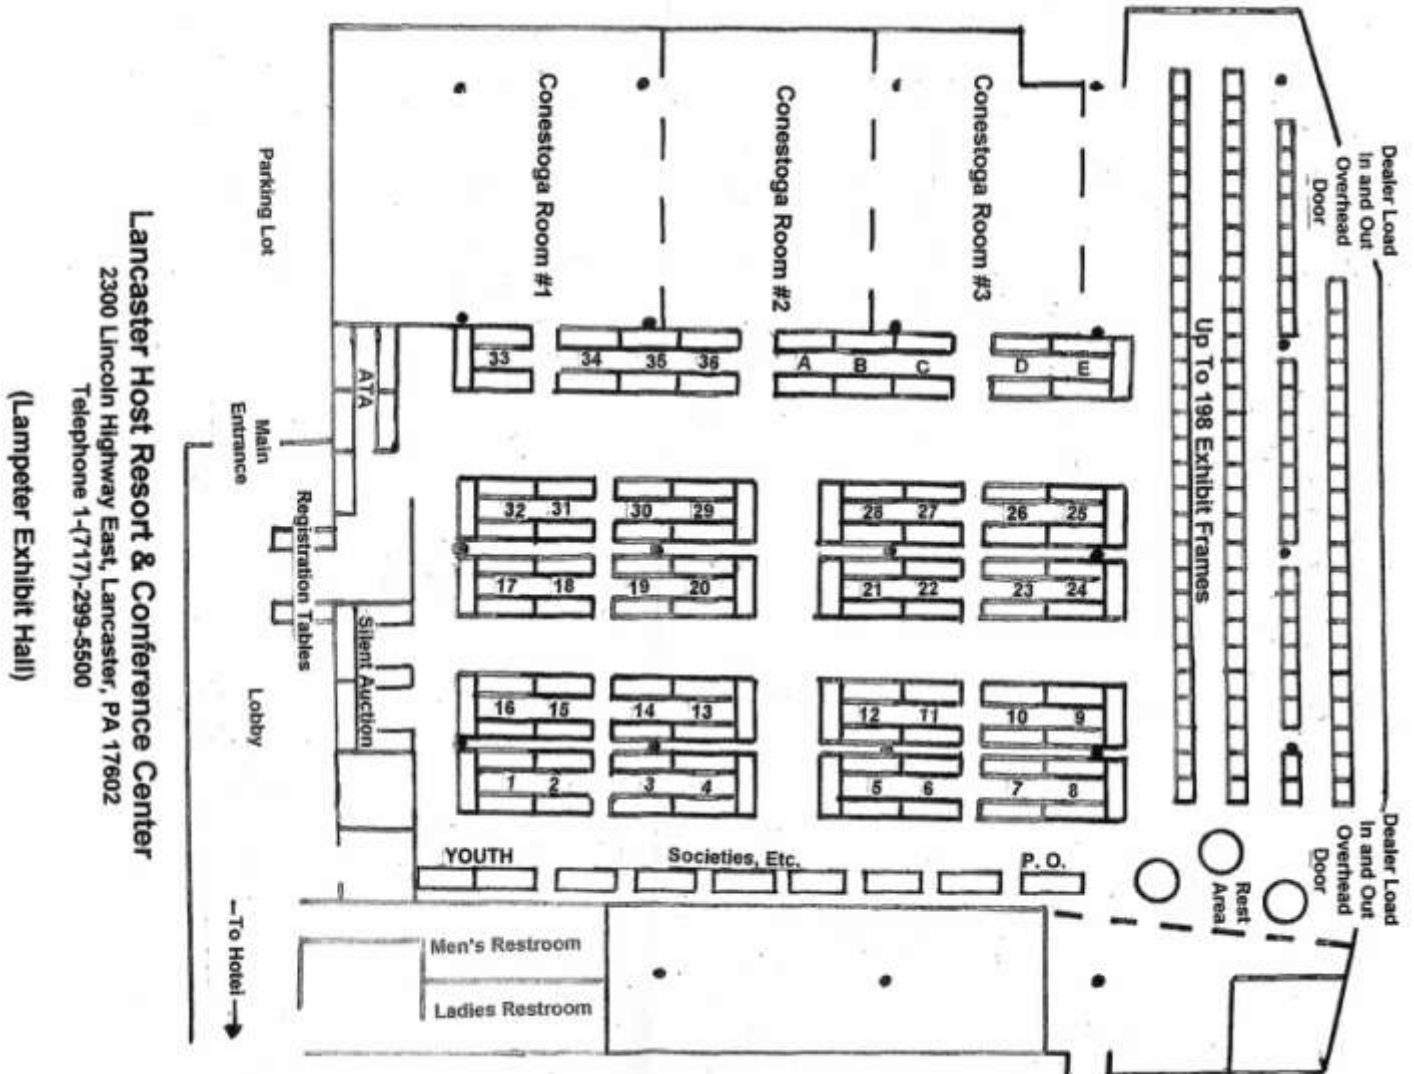 Dealer Load
In and Out
Overhead
Door
Conestoga Room #1
Conestoga Room #2
Conestoga Room #3
Parking Lot
Up To 198 Exhibit Frames
33 34 35 36 A B C D E
ATA
Main
Entrance
32 31 30 29 28 27 26 25
17 18 19 20 21 22 23 24
Registration Tables
Silent Auction
16 15 14 13 12 11 10 9
1 2 3 4 5 6 7 8
Lobby
Dealer Load
In and Out
Overhead
Door
Rest
Area
YOUTH Societies, Etc. P. O.
Men's Restroom
Ladies Restroom
To Hotel
Lancaster Host Resort & Conference Center
2300 Lincoln Highway East, Lancaster, PA 17602
Telephone 1-(717)-299-5500
(Lampeter Exhibit Hall)